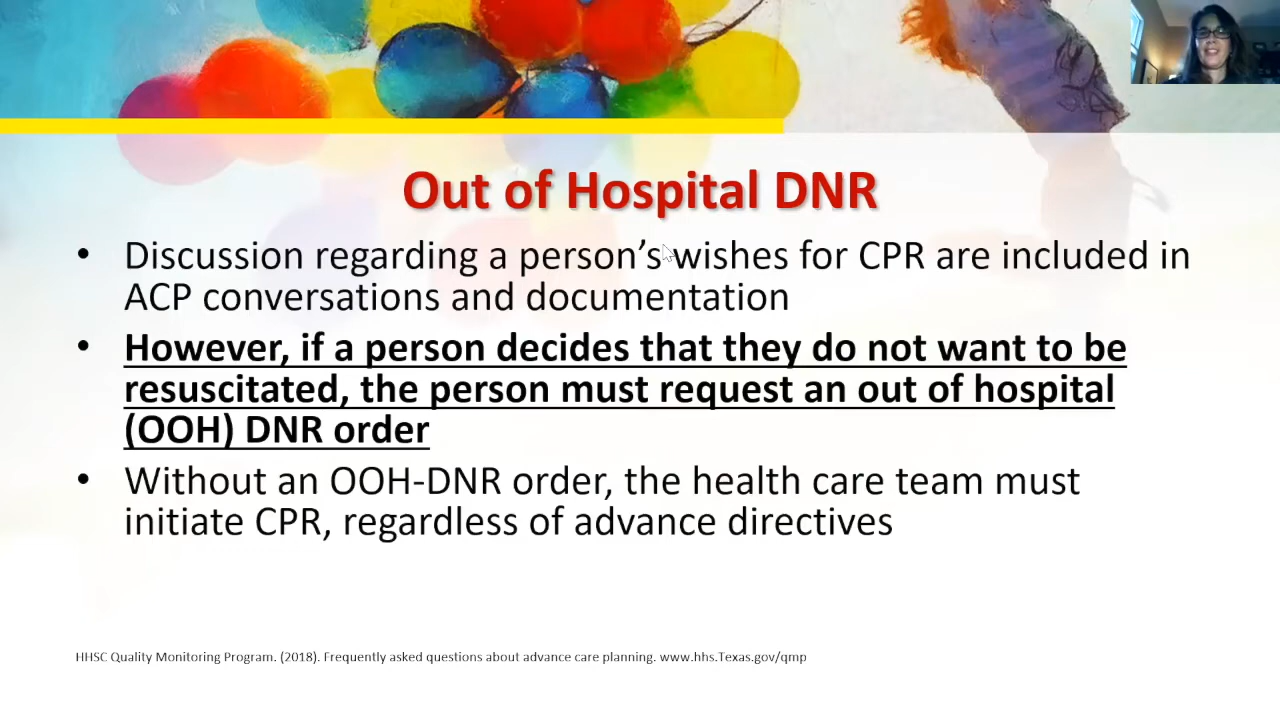 Out of Hospital DNR
• Discussion regarding a person’s wishes for CPR are included in
ACP conversations and documentation
• However, if a person decides that they do not want to be
resuscitated, the person must request an out of hospital
(OOH) DNR order
• Without an OOH-DNR order, the health care team must
initiate CPR, regardless of advance directives
HHSC Quality Monitoring Program. (2018). Frequently asked questions about advance care planning. www.hhs.Texas.gov/qmp